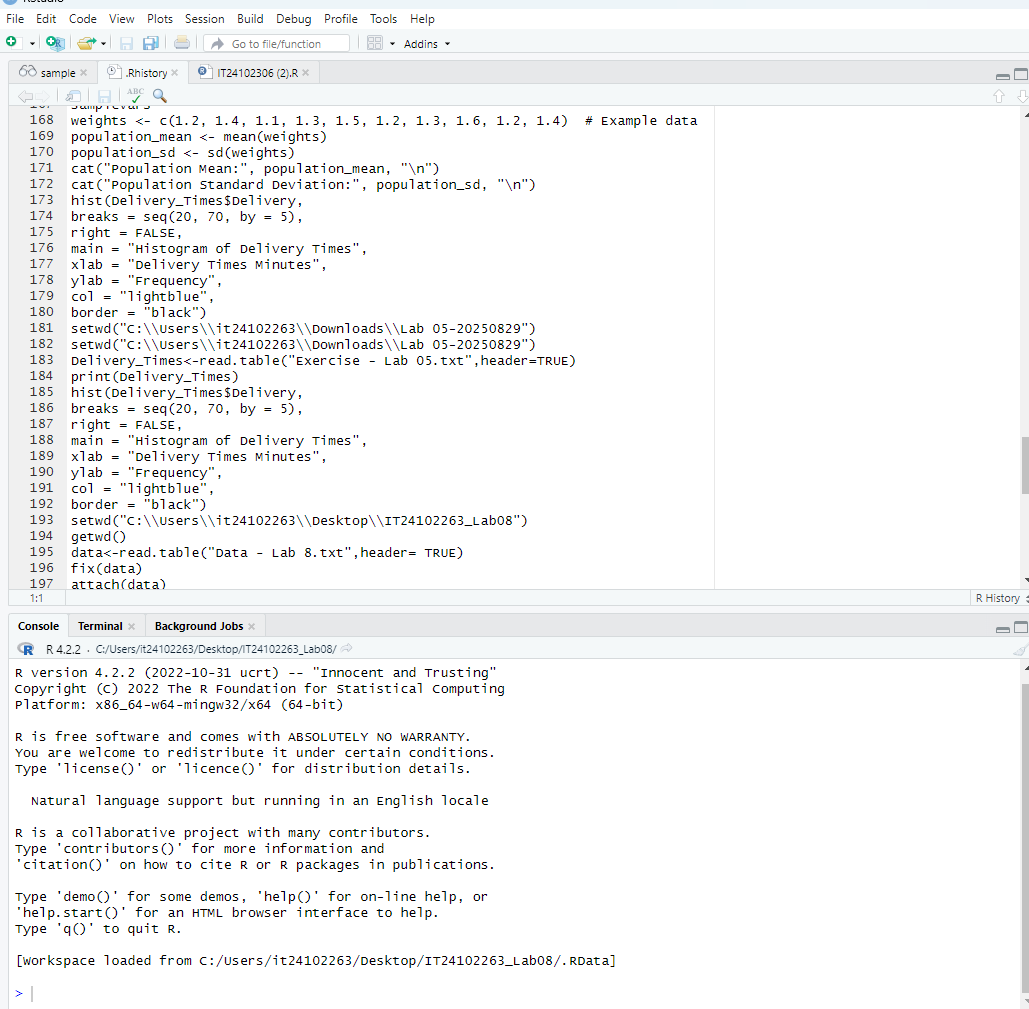 RStudio
File Edit Code View Plots Session Build Debug Profile Tools Help
Go to file/function Addins
sample .Rhistory IT24102306 (2).R
ABC
168 weights <- c(1.2, 1.4, 1.1, 1.3, 1.5, 1.2, 1.3, 1.6, 1.2, 1.4) # Example data
169 population_mean <- mean(weights)
170 population_sd <- sd(weights)
171 cat("Population Mean:", population_mean, "\n")
172 cat("Population Standard Deviation:", population_sd, "\n")
173 hist(Delivery_Times$Delivery,
174 breaks = seq(20, 70, by = 5),
175 right = FALSE,
176 main = "Histogram of Delivery Times",
177 xlab = "Delivery Times Minutes",
178 ylab = "Frequency",
179 col = "lightblue",
180 border = "black")
181 setwd("C:\\Users\\it24102263\\Downloads\\Lab 05-20250829")
182 setwd("C:\\Users\\it24102263\\Downloads\\Lab 05-20250829")
183 Delivery_Times<-read.table("Exercise - Lab 05.txt",header=TRUE)
184 print(Delivery_Times)
185 hist(Delivery_Times$Delivery,
186 breaks = seq(20, 70, by = 5),
187 right = FALSE,
188 main = "Histogram of Delivery Times",
189 xlab = "Delivery Times Minutes",
190 ylab = "Frequency",
191 col = "lightblue",
192 border = "black")
193 setwd("C:\\Users\\it24102263\\Desktop\\IT24102263_Lab08")
194 getwd()
195 data<-read.table("Data - Lab 8.txt",header= TRUE)
196 fix(data)
197 attach(data)
1:1 R History
Console Terminal Background Jobs
R R 4.2.2 · C:/Users/it24102263/Desktop/IT24102263_Lab08/
R version 4.2.2 (2022-10-31 ucrt) -- "Innocent and Trusting"
Copyright (C) 2022 The R Foundation for Statistical Computing
Platform: x86_64-w64-mingw32/x64 (64-bit)
R is free software and comes with ABSOLUTELY NO WARRANTY.
You are welcome to redistribute it under certain conditions.
Type 'license()' or 'licence()' for distribution details.
Natural language support but running in an English locale
R is a collaborative project with many contributors.
Type 'contributors()' for more information and
'citation()' on how to cite R or R packages in publications.
Type 'demo()' for some demos, 'help()' for on-line help, or
'help.start()' for an HTML browser interface to help.
Type 'q()' to quit R.
[Workspace loaded from C:/Users/it24102263/Desktop/IT24102263_Lab08/.RData]
>